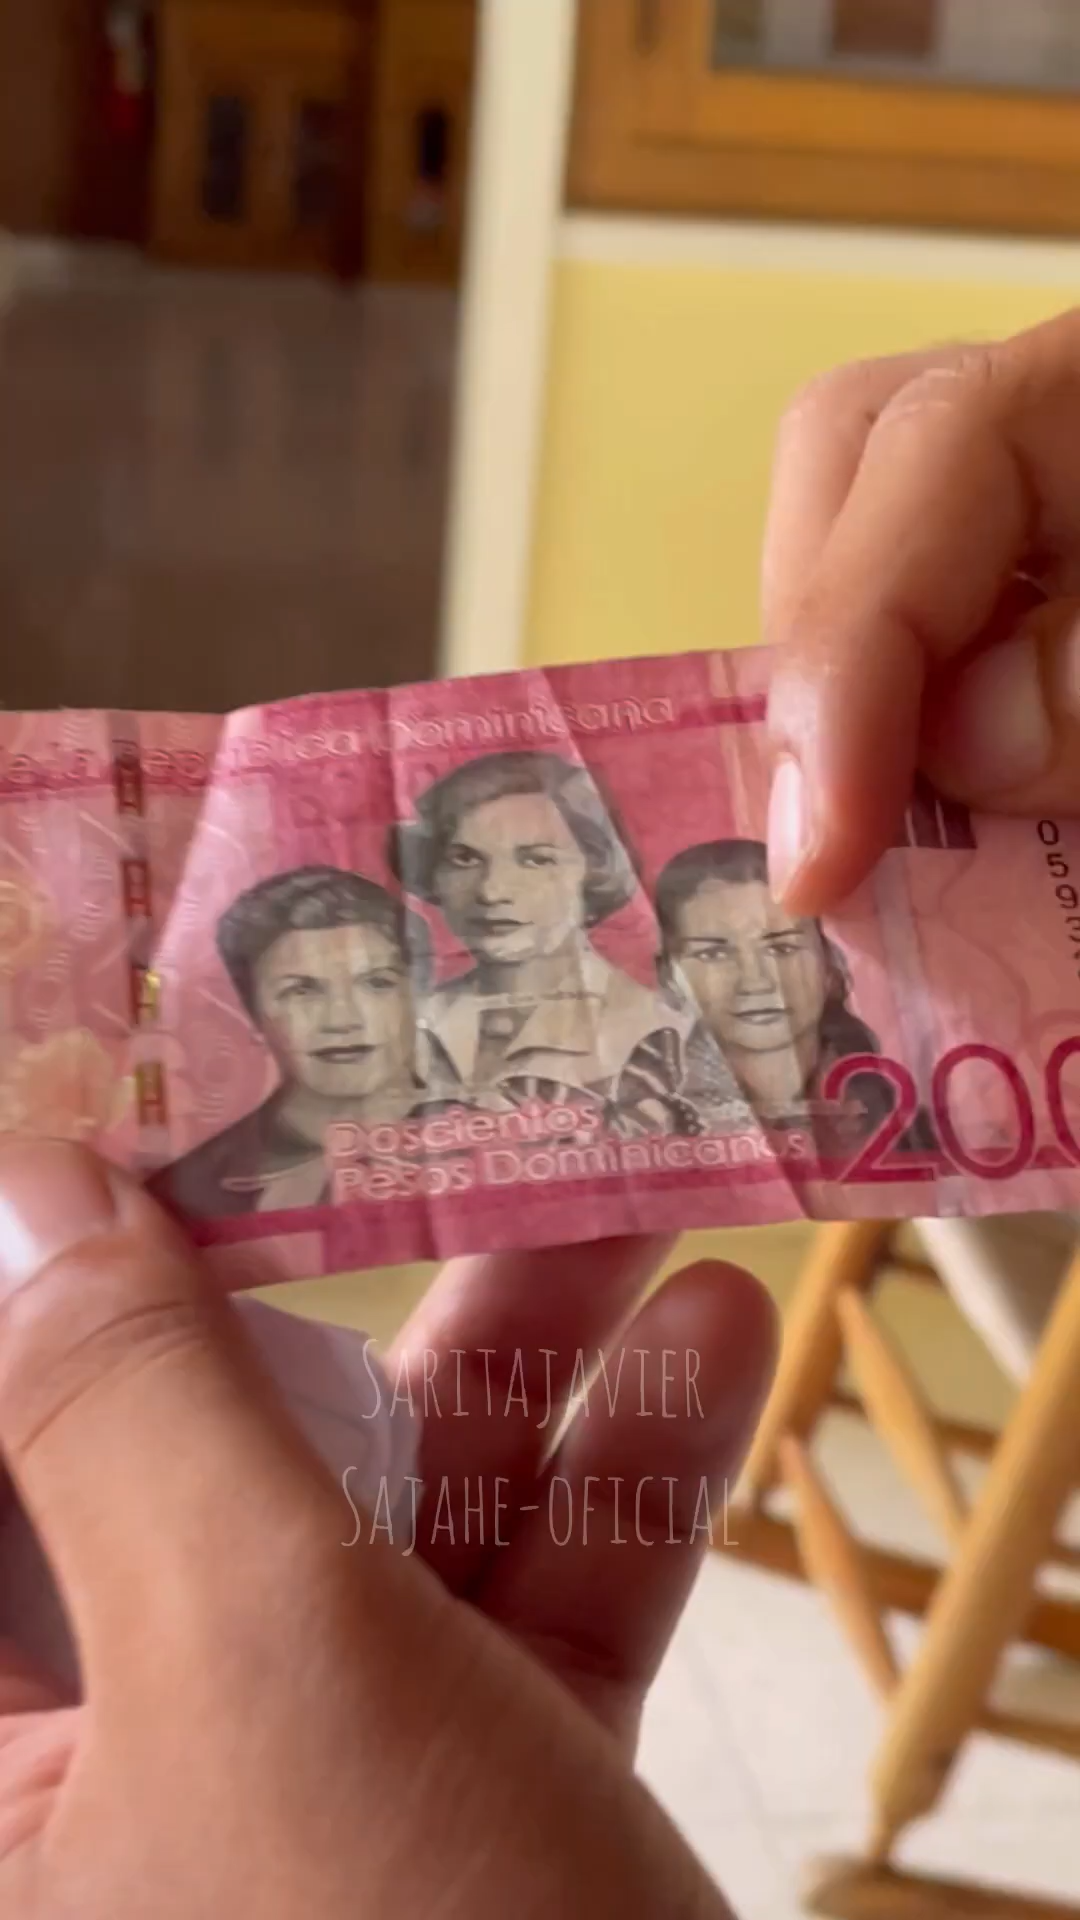 República Dominicana
Doscientos
Pesos Dominicanos
200
SARITAJAVIER
SAJAHE-OFICIAL